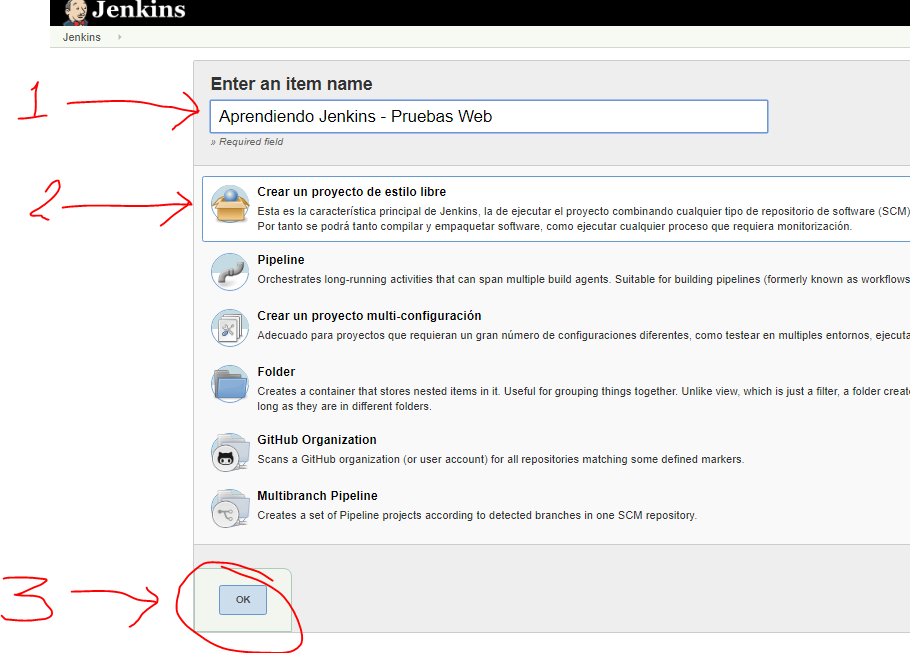 Jenkins
Jenkins
Enter an item name
1
Aprendiendo Jenkins - Pruebas Web
» Required field
2
Crear un proyecto de estilo libre
Esta es la característica principal de Jenkins, la de ejecutar el proyecto combinando cualquier tipo de repositorio de software (SCM)
Por tanto se podrá tanto compilar y empaquetar software, como ejecutar cualquier proceso que requiera monitorización.
Pipeline
Orchestrates long-running activities that can span multiple build agents. Suitable for building pipelines (formerly known as workflows
Crear un proyecto multi-configuración
Adecuado para proyectos que requieran un gran número de configuraciones diferentes, como testear en multiples entornos, ejecuta
Folder
Creates a container that stores nested items in it. Useful for grouping things together. Unlike view, which is just a filter, a folder create
long as they are in different folders.
GitHub Organization
Scans a GitHub organization (or user account) for all repositories matching some defined markers.
Multibranch Pipeline
Creates a set of Pipeline projects according to detected branches in one SCM repository.
3
OK